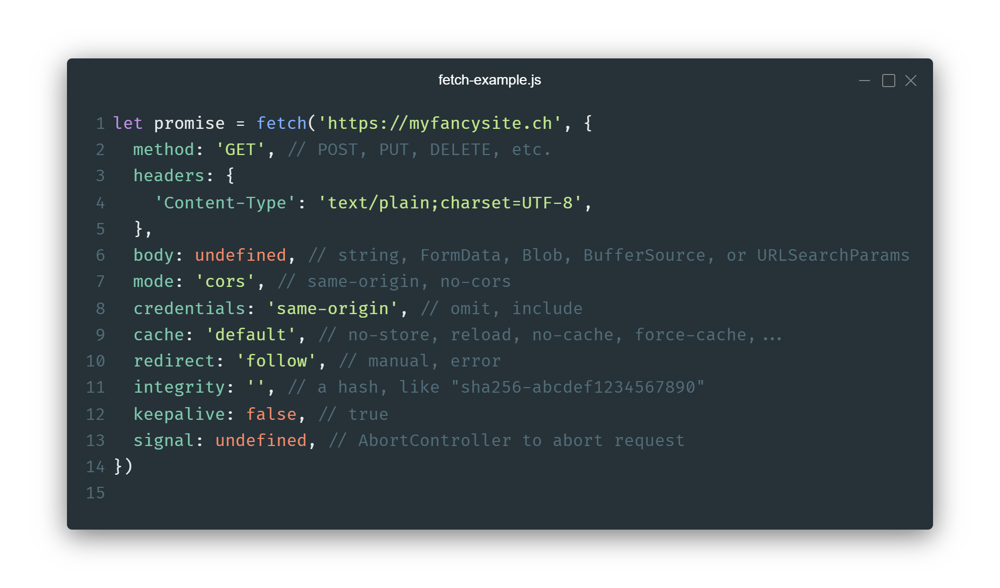 fetch-example.js
1 let promise = fetch('https://myfancysite.ch', {
2   method: 'GET', // POST, PUT, DELETE, etc.
3   headers: {
4     'Content-Type': 'text/plain;charset=UTF-8',
5   },
6   body: undefined, // string, FormData, Blob, BufferSource, or URLSearchParams
7   mode: 'cors', // same-origin, no-cors
8   credentials: 'same-origin', // omit, include
9   cache: 'default', // no-store, reload, no-cache, force-cache,...
10   redirect: 'follow', // manual, error
11   integrity: '', // a hash, like "sha256-abcdef1234567890"
12   keepalive: false, // true
13   signal: undefined, // AbortController to abort request
14 })
15